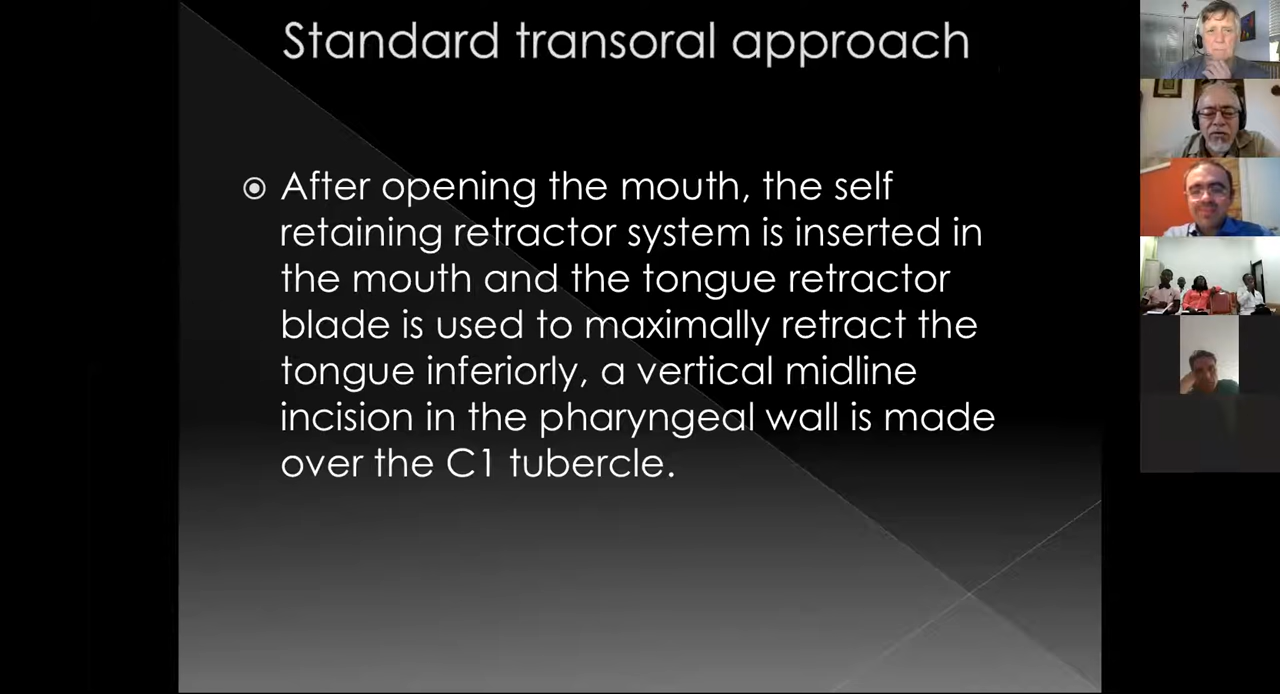 Standard transoral approach
After opening the mouth, the self
retaining retractor system is inserted in
the mouth and the tongue retractor
blade is used to maximally retract the
tongue inferiorly, a vertical midline
incision in the pharyngeal wall is made
over the C1 tubercle.